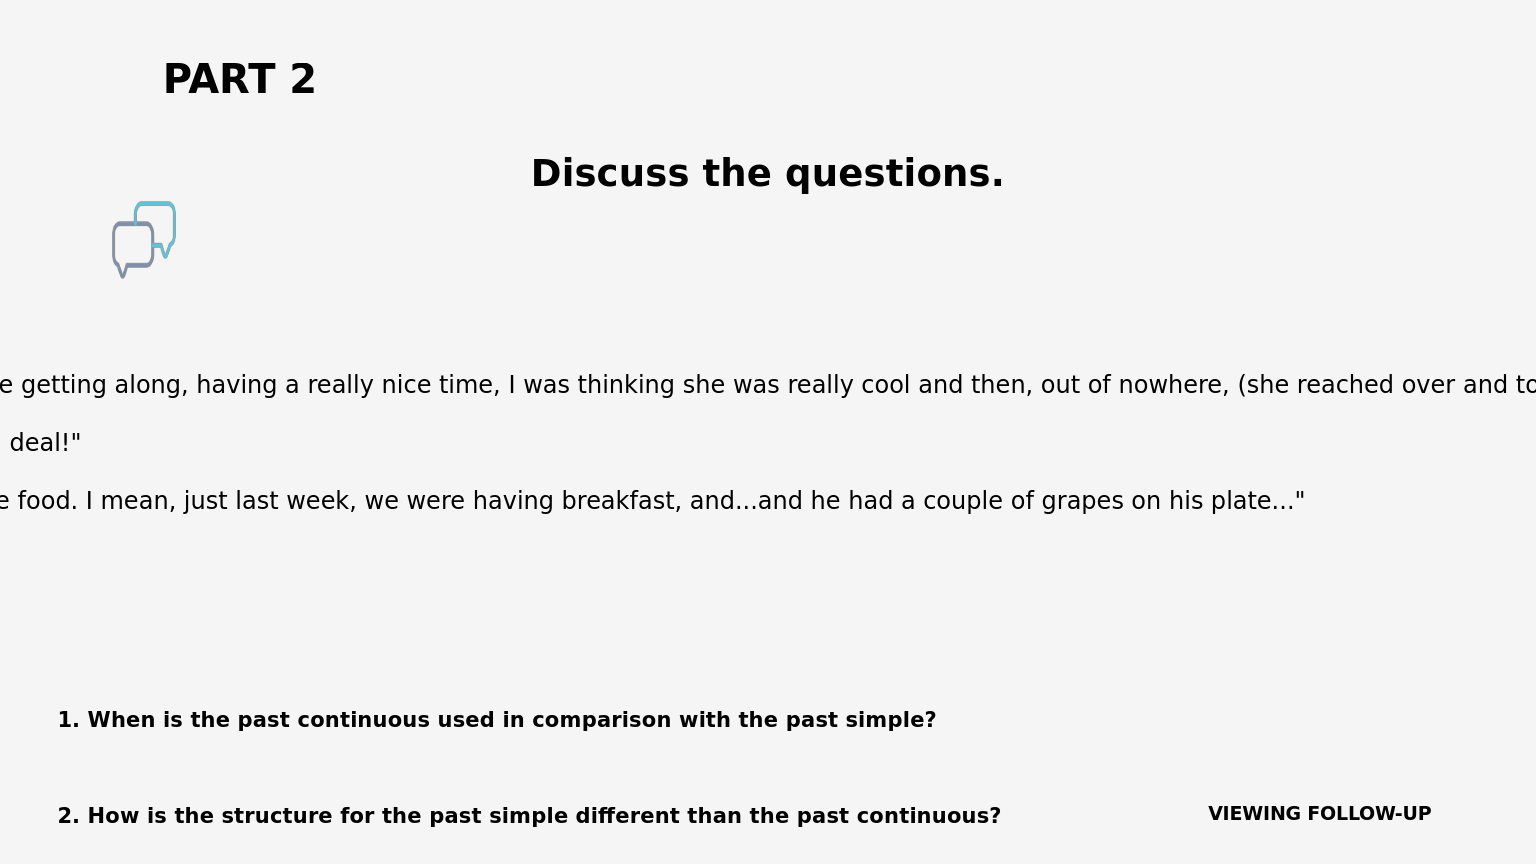 PART 2
Discuss the questions.
getting along, having a really nice time, I was thinking she was really cool and then, out of nowhere, (she reached over and
deal!"
food. I mean, just last week, we were having breakfast, and...and he had a couple of grapes on his plate..."
1. When is the past continuous used in comparison with the past simple?
2. How is the structure for the past simple different than the past continuous?
VIEWING FOLLOW-UP